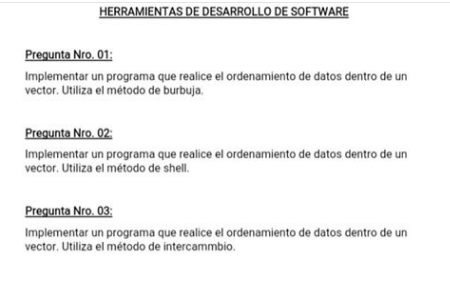 HERRAMIENTAS DE DESARROLLO DE SOFTWARE
Pregunta Nro. 01:
Implementar un programa que realice el ordenamiento de datos dentro de un
vector. Utiliza el método de burbuja.
Pregunta Nro. 02:
Implementar un programa que realice el ordenamiento de datos dentro de un
vector. Utiliza el método de shell.
Pregunta Nro. 03:
Implementar un programa que realice el ordenamiento de datos dentro de un
vector. Utiliza el método de intercammbio.